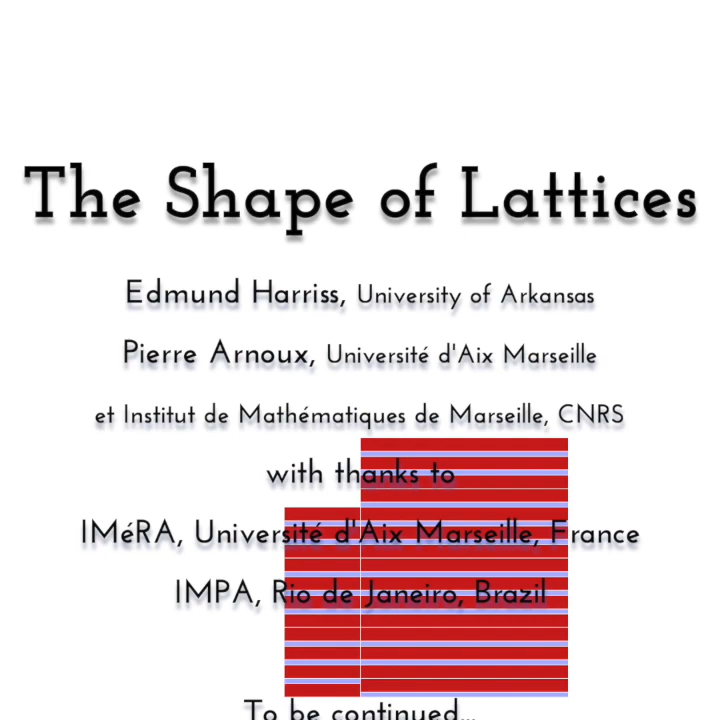 The Shape of Lattices
Edmund Harriss, University of Arkansas
Pierre Arnoux, Université d'Aix Marseille
et Institut de Mathématiques de Marseille, CNRS
with thanks to
IMéRA, Université d'Aix Marseille, France
IMPA, Rio de Janeiro, Brazil
To be continued...